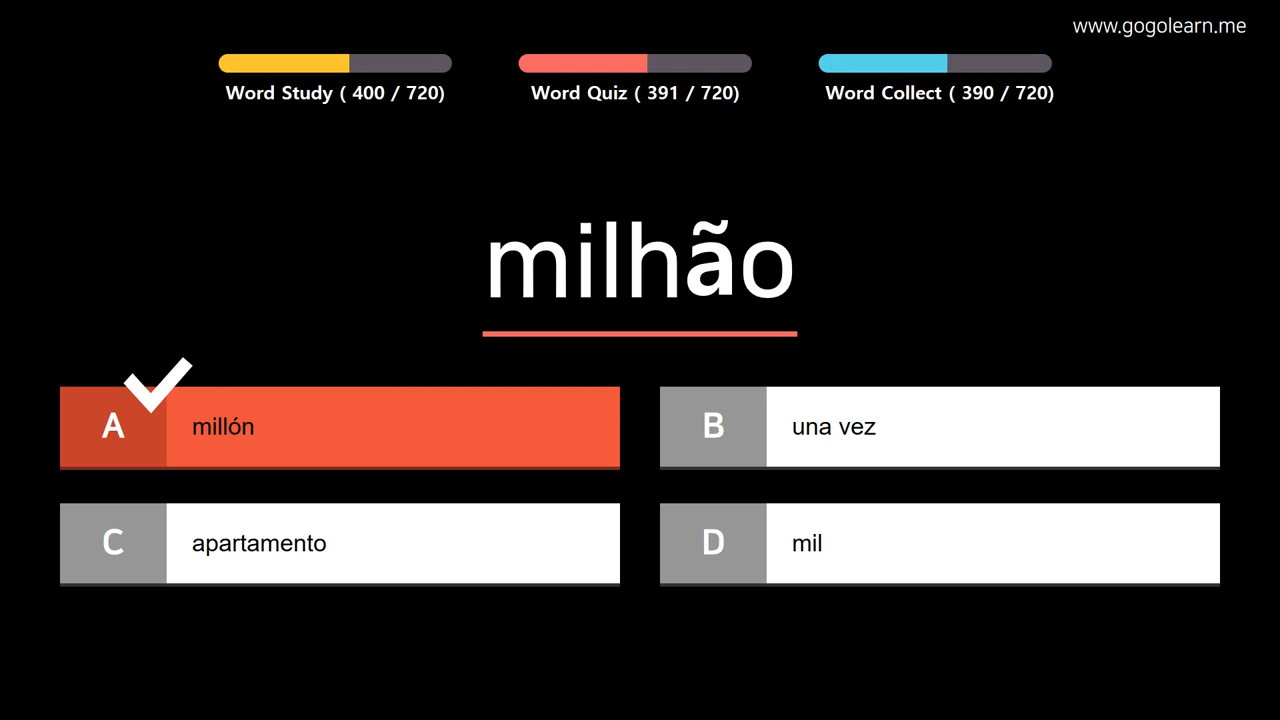 www.gogolearn.me
Word Study ( 400 / 720)
Word Quiz ( 391 / 720)
Word Collect ( 390 / 720)
milhão
A millón
B una vez
C apartamento
D mil